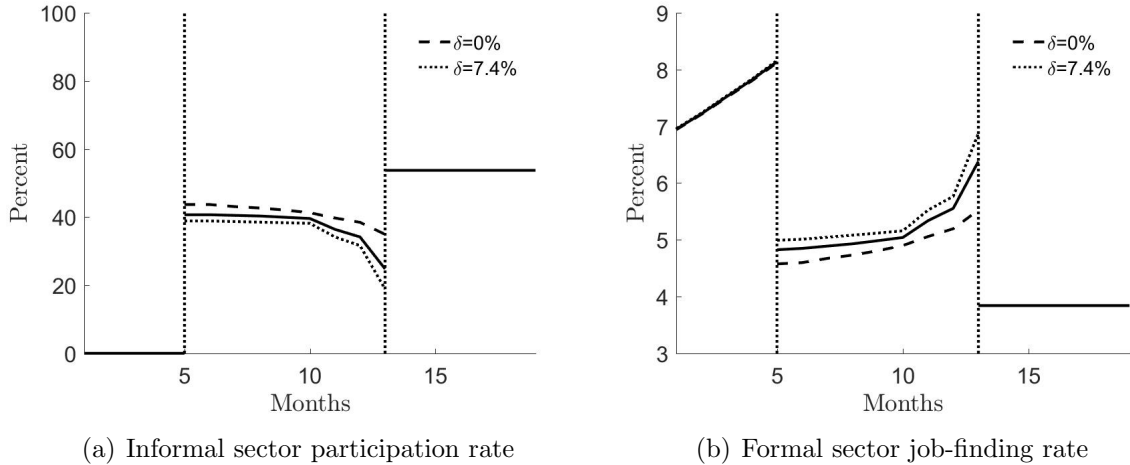 100
80
60
40
20
0
Percent
5
10
15
Months
δ=0%
δ=7.4%
(a) Informal sector participation rate
9
8
7
6
5
4
3
Percent
5
10
15
Months
δ=0%
δ=7.4%
(b) Formal sector job-finding rate